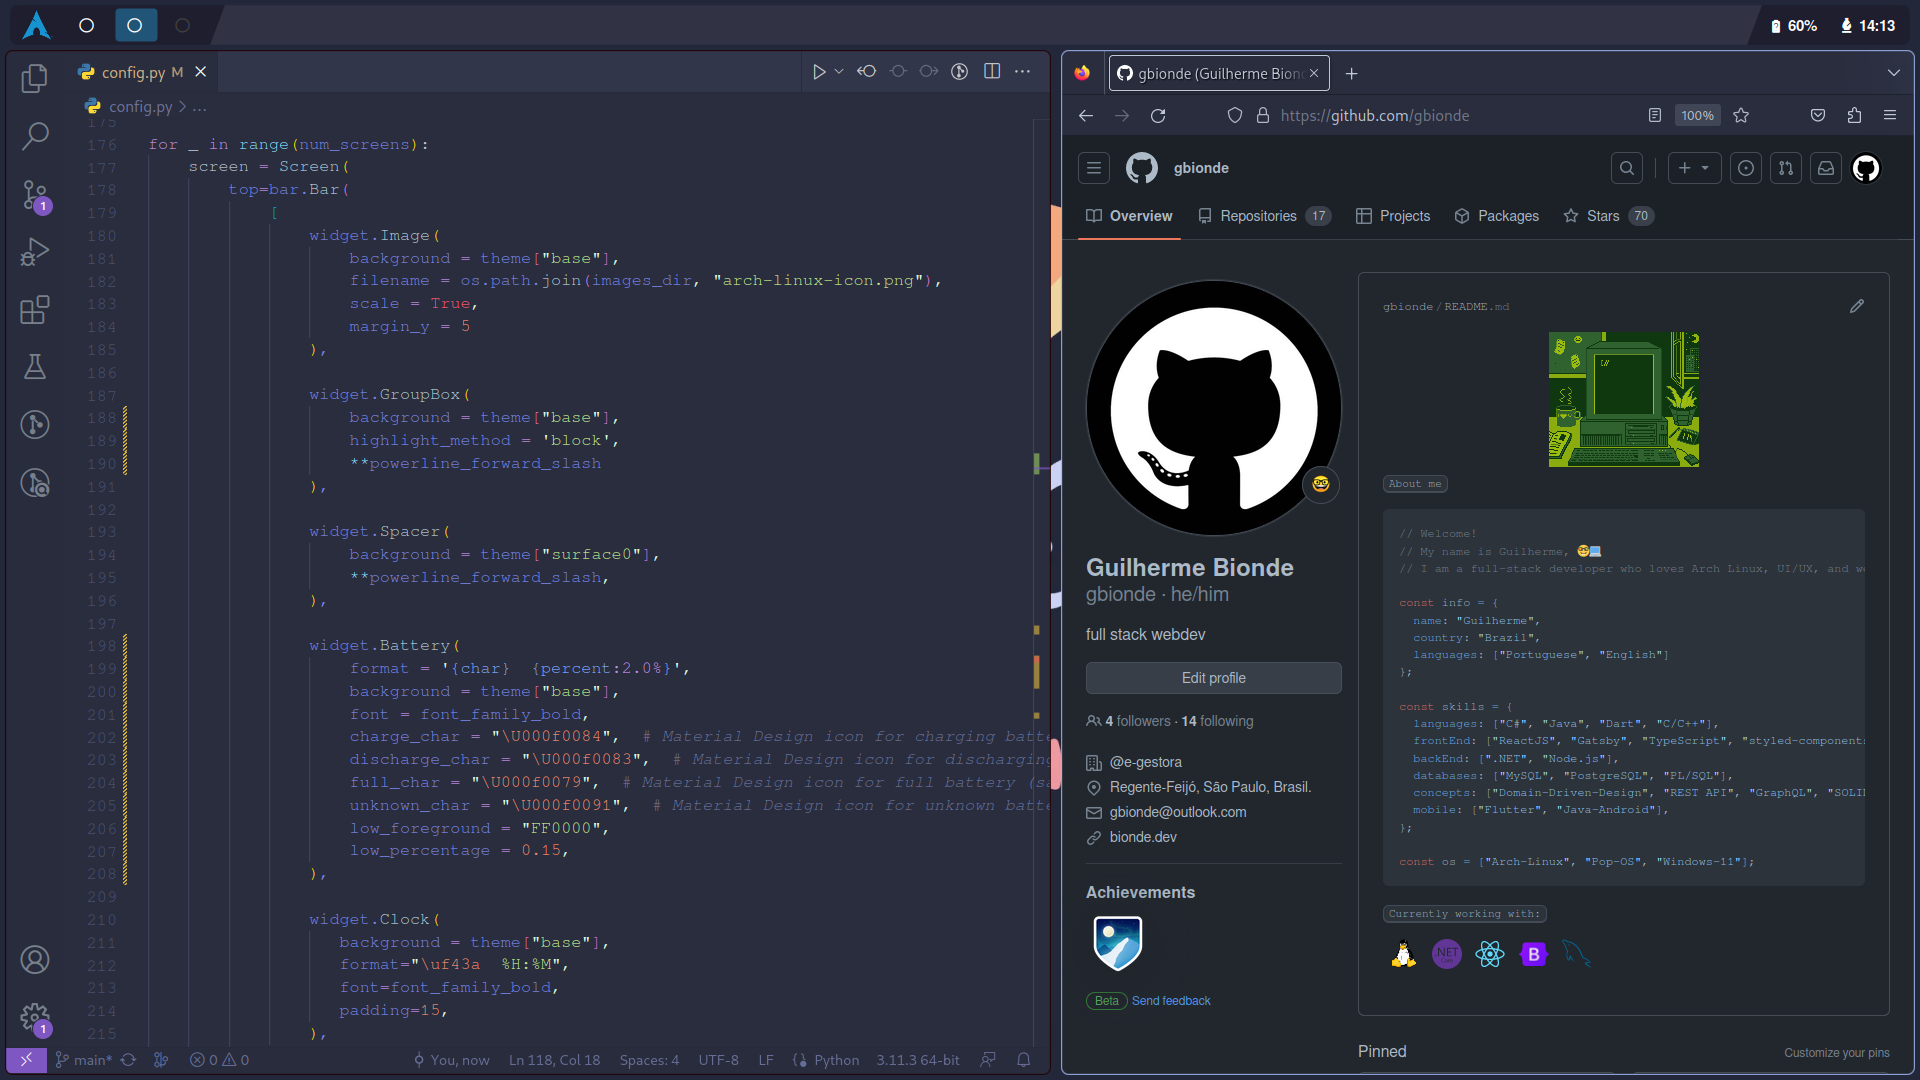 60% 14:13
config.py M
config.py > ...
175
176 for _ in range(num_screens):
177 screen = Screen(
178 top=bar.Bar(
179 [
180 widget.Image(
181 background = theme["base"],
182 filename = os.path.join(images_dir, "arch-linux-icon.png"),
183 scale = True,
184 margin_y = 5
185 ),
186
187 widget.GroupBox(
188 background = theme["base"],
189 highlight_method = 'block',
190 **powerline_forward_slash
191 ),
192
193 widget.Spacer(
194 background = theme["surface0"],
195 **powerline_forward_slash,
196 ),
197
198 widget.Battery(
199 format = '{char}  {percent:2.0%}',
200 background = theme["base"],
201 font = font_family_bold,
202 charge_char = "\U000f0084",  # Material Design icon for charging batte
203 discharge_char = "\U000f0083",  # Material Design icon for discharging
204 full_char = "\U000f0079",  # Material Design icon for full battery (sa
205 unknown_char = "\U000f0091",  # Material Design icon for unknown batte
206 low_foreground = "FF0000",
207 low_percentage = 0.15,
208 ),
209
210 widget.Clock(
211 background = theme["base"],
212 format="\uf43a  %H:%M",
213 font=font_family_bold,
214 padding=15,
215 ),
1
1
main* 0 0 You, now Ln 118, Col 18 Spaces: 4 UTF-8 LF Python 3.11.3 64-bit
gbionde (Guilherme Bion
https://github.com/gbionde 100%
gbionde
Overview Repositories 17 Projects Packages Stars 70
Guilherme Bionde
gbionde · he/him
full stack webdev
Edit profile
4 followers · 14 following
@e-gestora
Regente-Feijó, São Paulo, Brasil.
gbionde@outlook.com
bionde.dev
Achievements
Beta Send feedback
gbionde / README.md
About me
// Welcome!
// My name is Guilherme, 🤓💻
// I am a full-stack developer who loves Arch Linux, UI/UX, and we
const info = {
name: "Guilherme",
country: "Brazil",
languages: ["Portuguese", "English"]
};
const skills = {
languages: ["C#", "Java", "Dart", "C/C++"],
frontEnd: ["ReactJS", "Gatsby", "TypeScript", "styled-components
backEnd: [".NET", "Node.js"],
databases: ["MySQL", "PostgreSQL", "PL/SQL"],
concepts: ["Domain-Driven-Design", "REST API", "GraphQL", "SOLID
mobile: ["Flutter", "Java-Android"],
};
const os = ["Arch-Linux", "Pop-OS", "Windows-11"];
Currently working with:
.NET B
Pinned Customize your pins